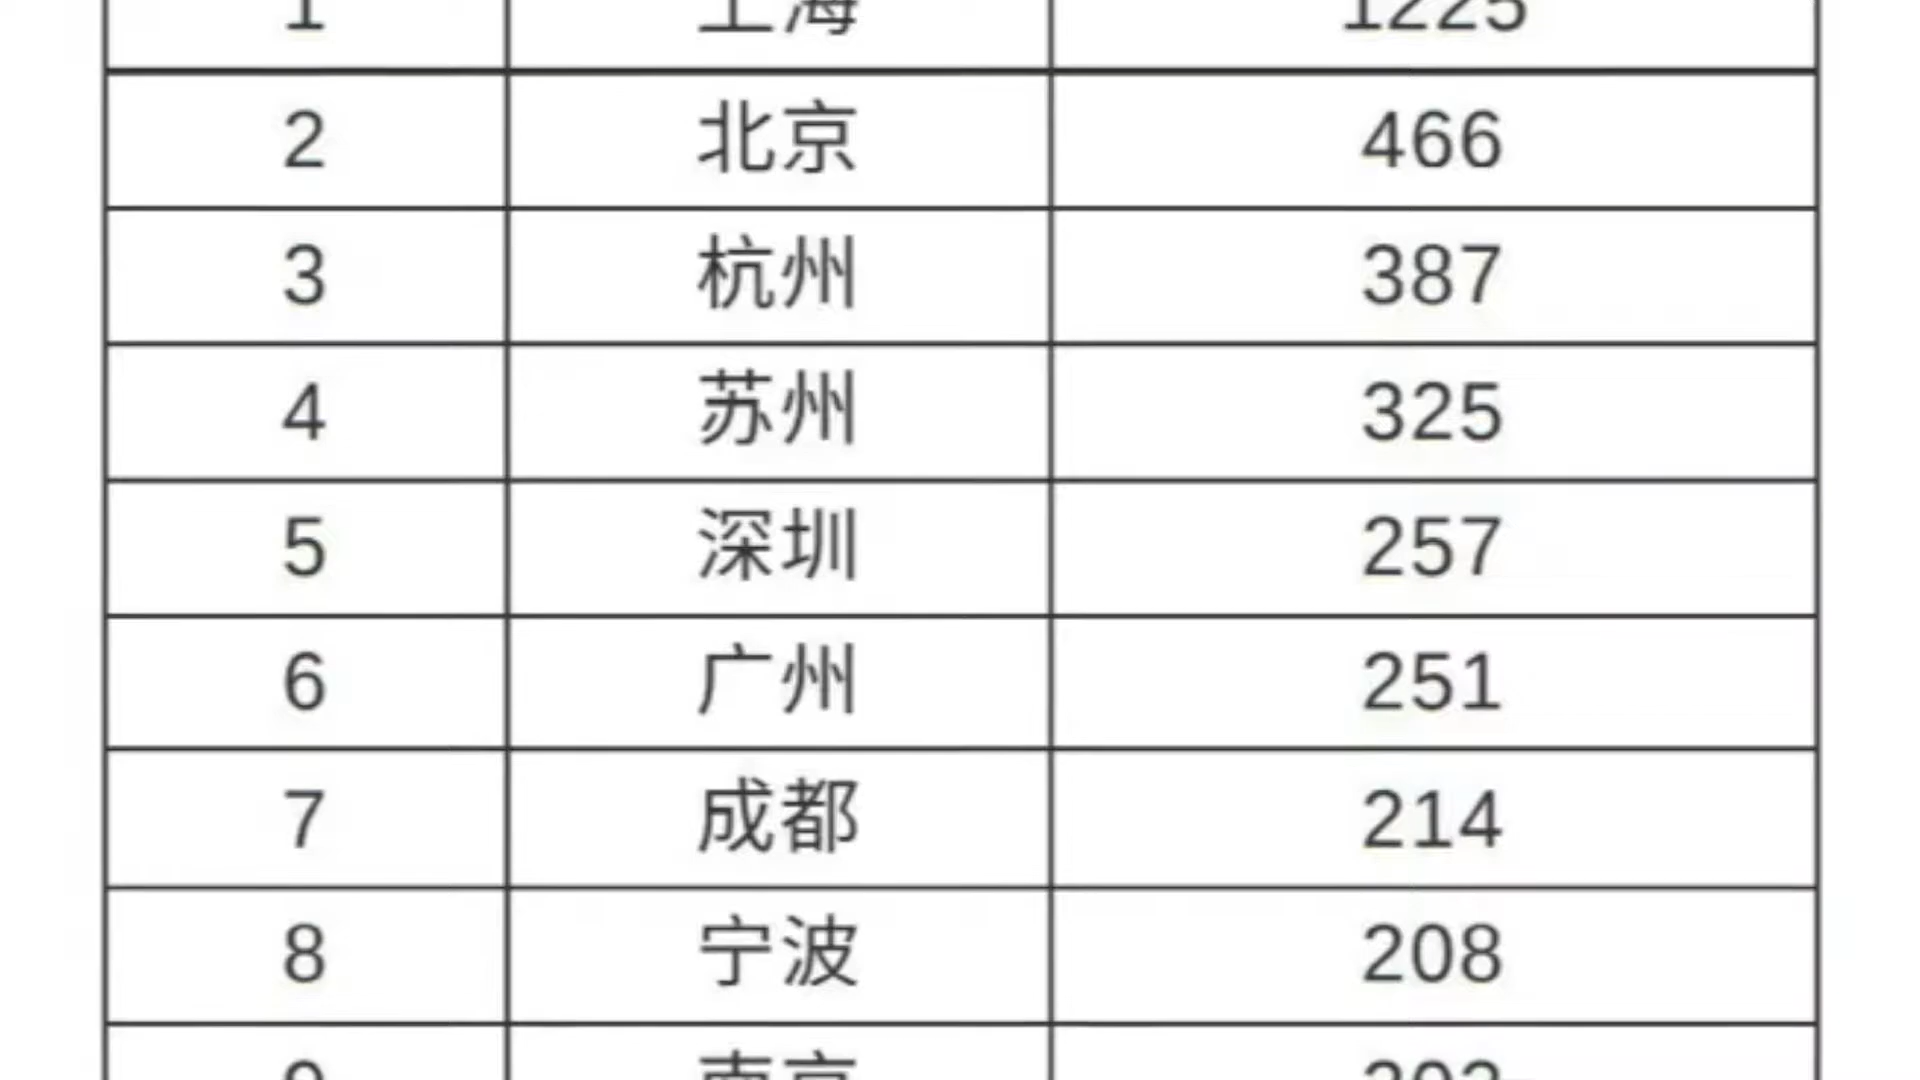 1 上海 1225
2 北京 466
3 杭州 387
4 苏州 325
5 深圳 257
6 广州 251
7 成都 214
8 宁波 208
9 南京